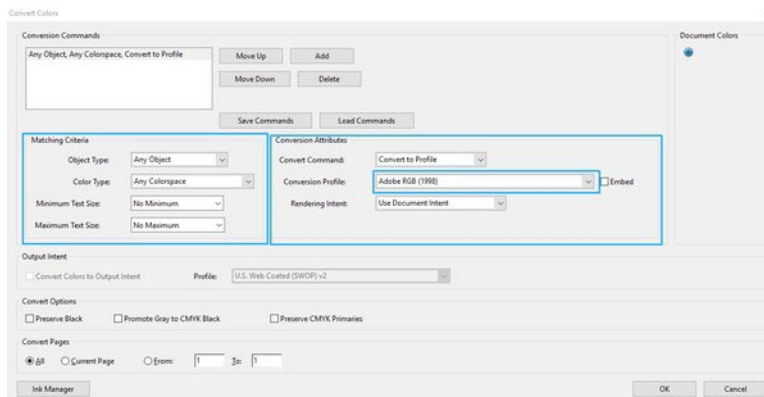 Convert Colors
Conversion Commands
Document Colors
Any Object, Any Colorspace, Convert to Profile
Move Up
Add
Move Down
Delete
Save Commands
Load Commands
Matching Criteria
Object Type: Any Object
Color Type: Any Colorspace
Minimum Text Size: No Minimum
Maximum Text Size: No Maximum
Conversion Attributes
Convert Command: Convert to Profile
Conversion Profile: Adobe RGB (1998) Embed
Rendering Intent: Use Document Intent
Output Intent
Convert Colors to Output Intent Profile: U.S. Web Coated (SWOP) v2
Convert Options
Preserve Black Promote Gray to CMYK Black Preserve CMYK Primaries
Convert Pages
All Current Page From: 1 To: 1
Ink Manager OK Cancel